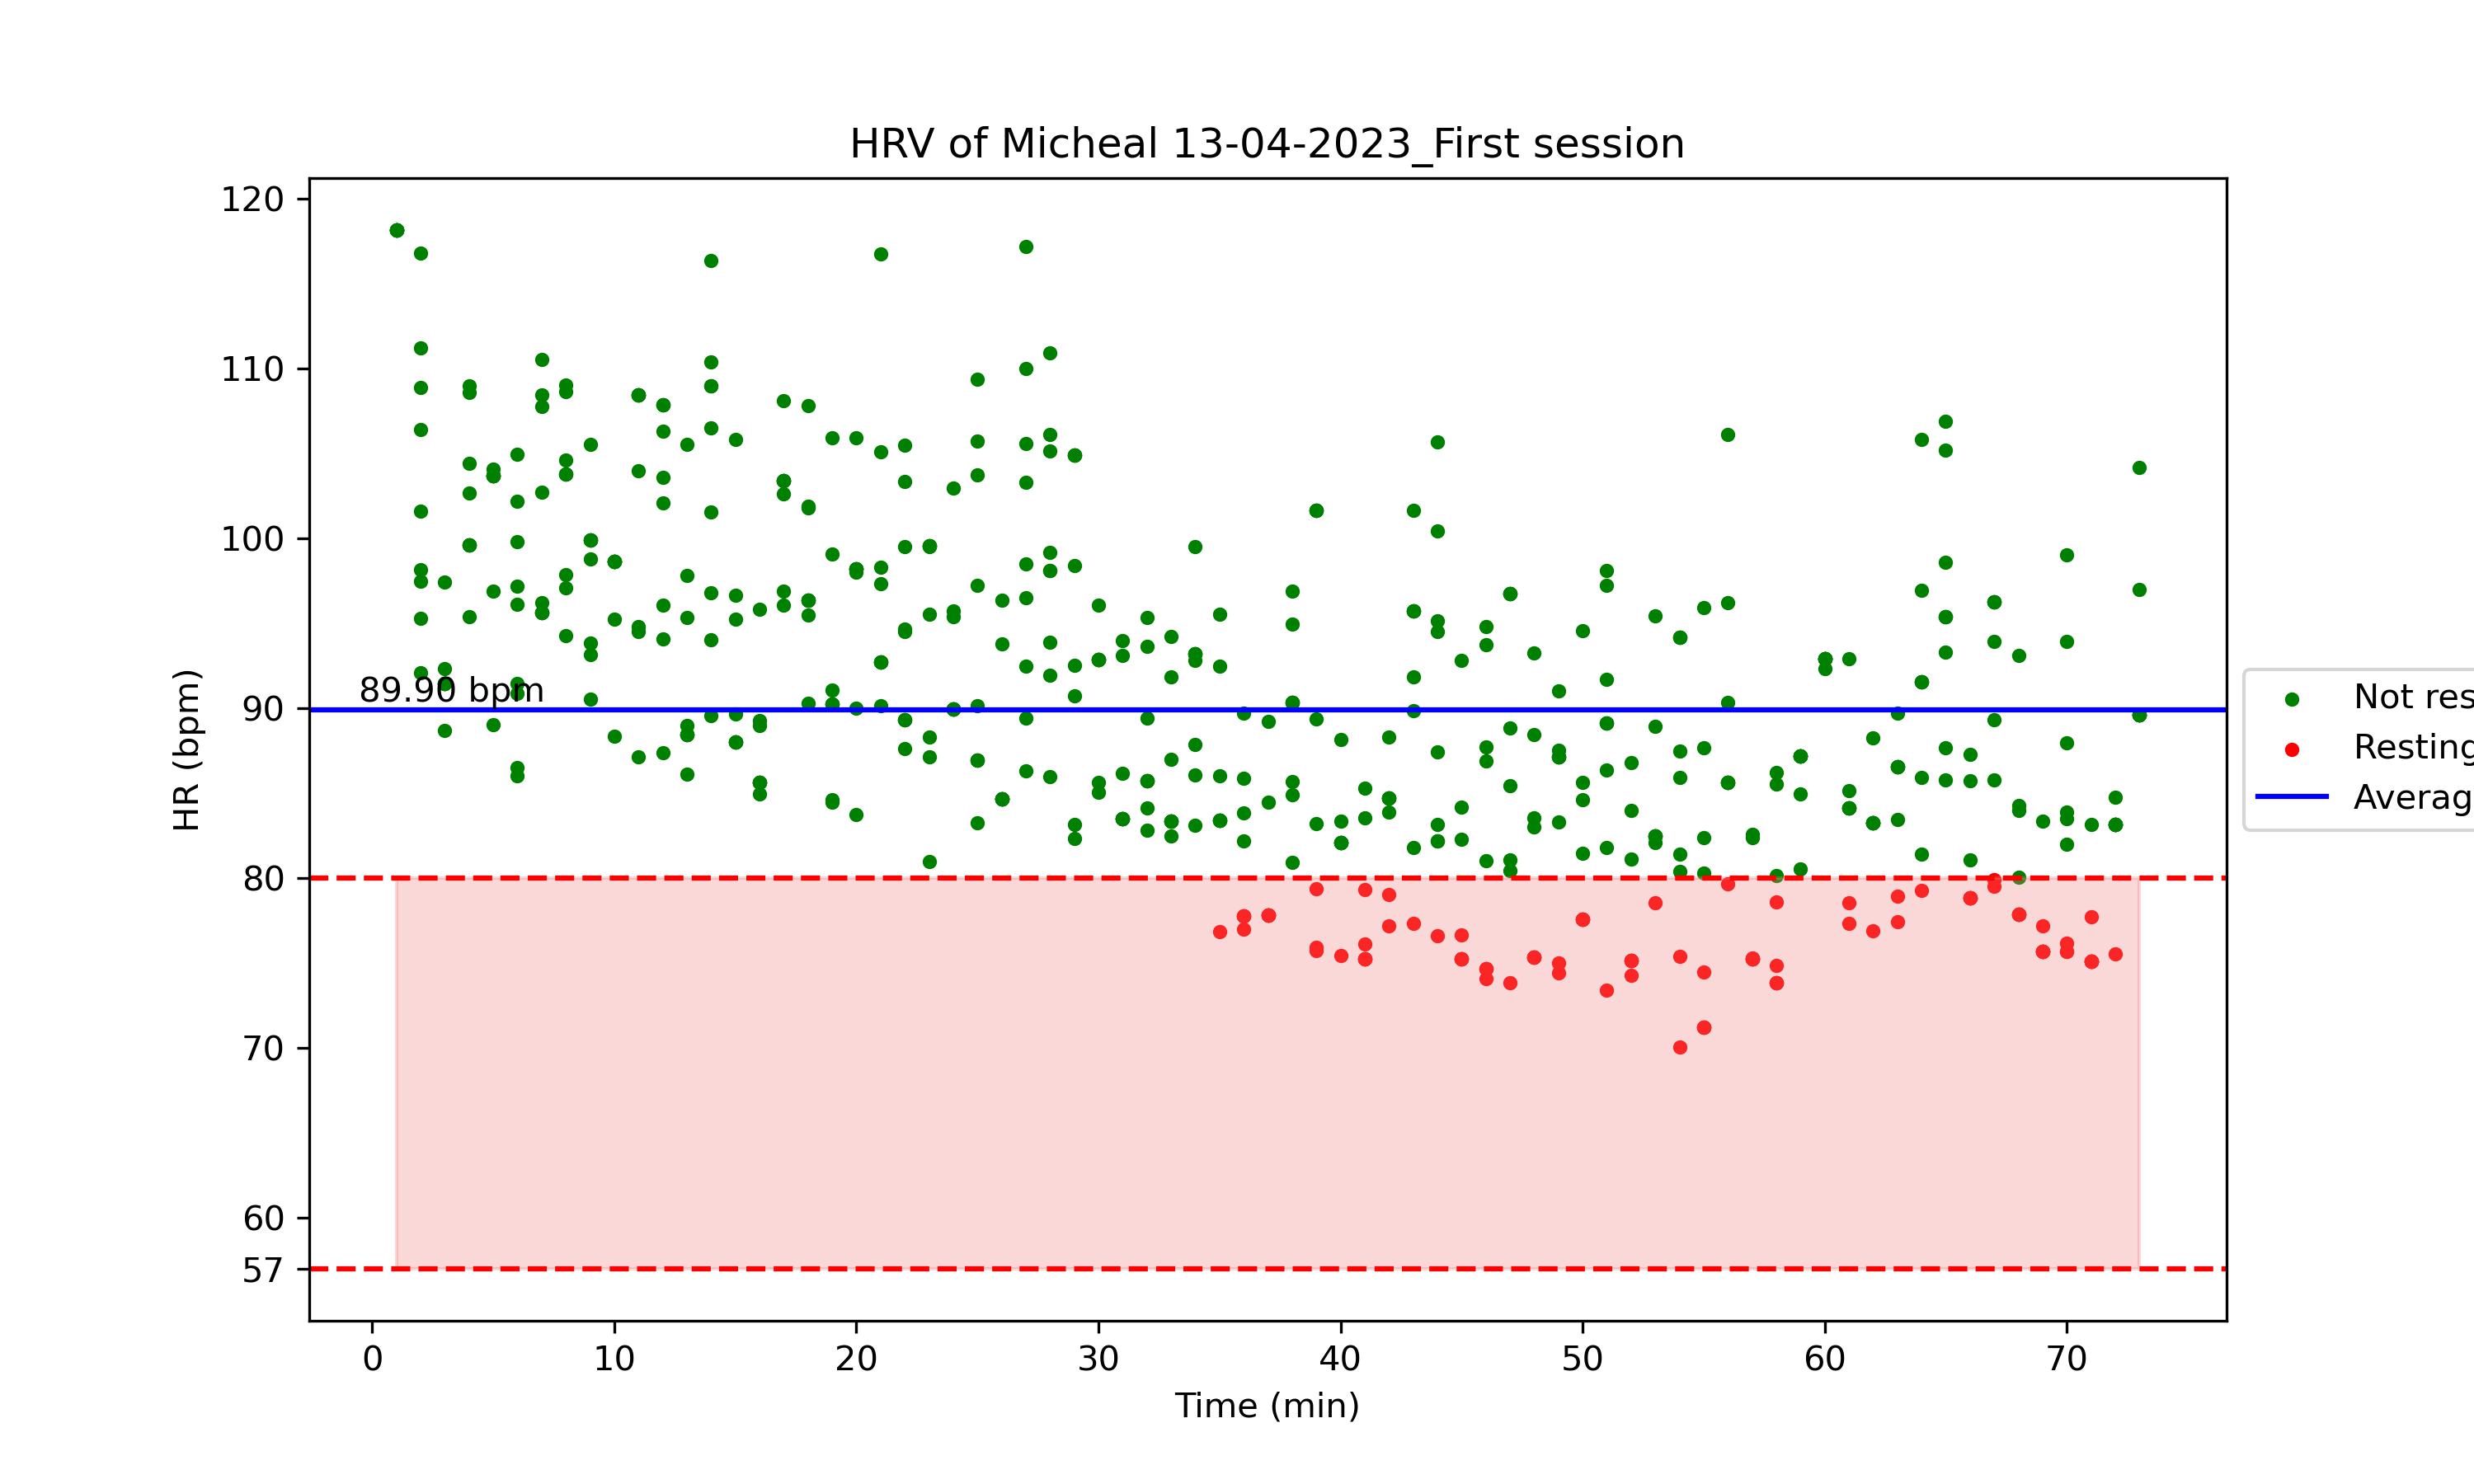 HRV of Micheal 13-04-2023_First session
120
110
100
90
80
70
60
57
HR (bpm)
89.90 bpm
0 10 20 30 40 50 60 70
Time (min)
Not res
Resting
Averag